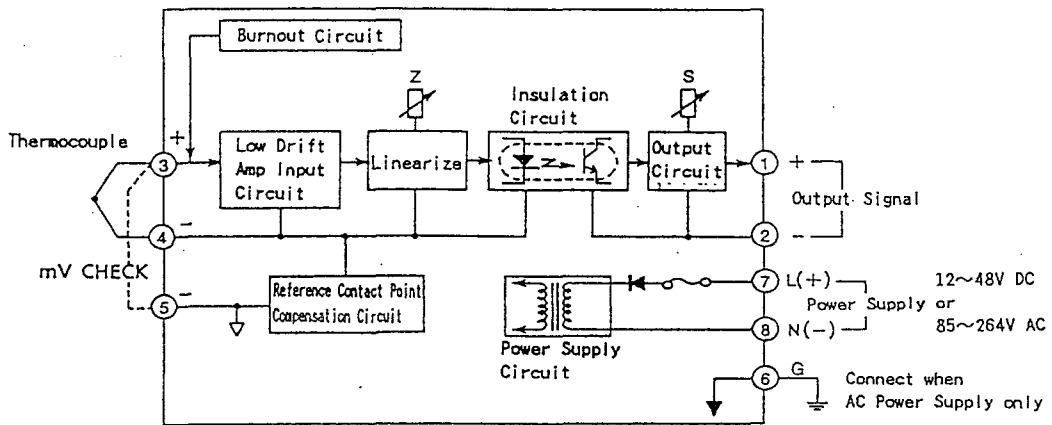 Burnout Circuit
Z
S
Insulation
Circuit
Thermocouple
+
3
Low Drift
Amp Input
Circuit
Linearize
Output
Circuit
1
+
Output Signal
-
4
2
-
mV CHECK
-
5
Reference Contact Point
Compensation Circuit
Power Supply
Circuit
7
L(+)
12~48V DC
Power Supply or
8
N(-)
85~264V AC
6
G
Connect when
AC Power Supply only